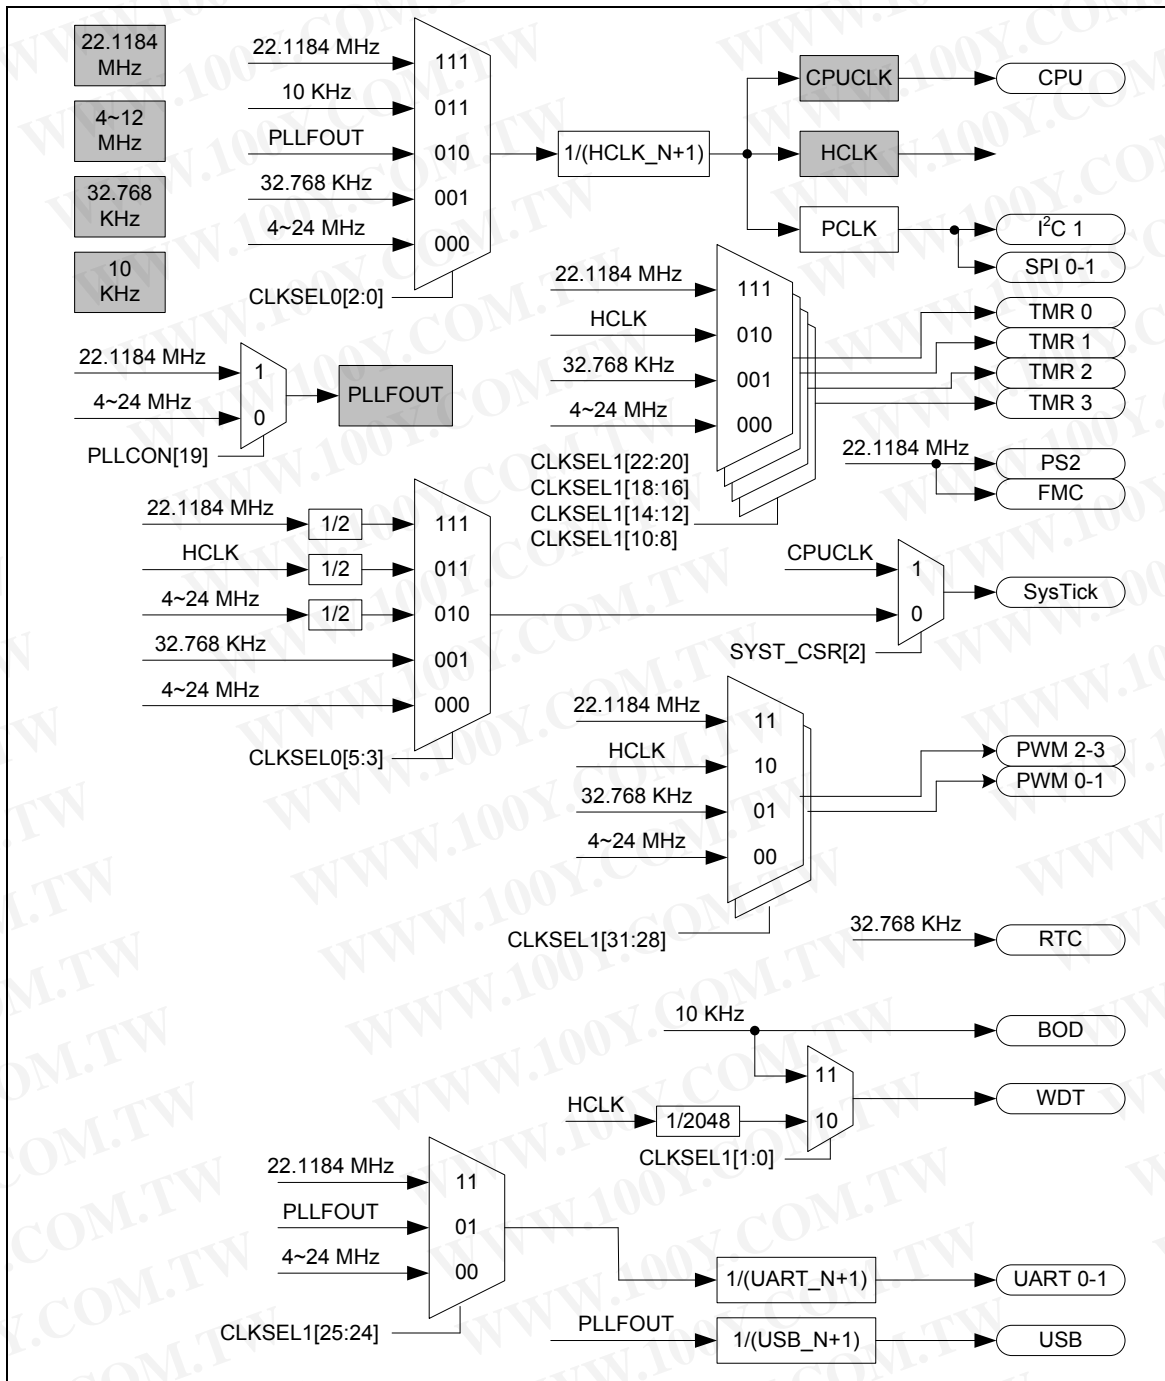 22.1184
MHz
4~12
MHz
32.768
KHz
10
KHz
22.1184 MHz
10 KHz
PLLFOUT
32.768 KHz
4~24 MHz
111
011
010
001
000
CLKSEL0[2:0]
1/(HCLK_N+1)
CPUCLK
HCLK
PCLK
CPU
I²C 1
SPI 0-1
22.1184 MHz
HCLK
32.768 KHz
4~24 MHz
111
010
001
000
CLKSEL1[22:20]
CLKSEL1[18:16]
CLKSEL1[14:12]
CLKSEL1[10:8]
TMR 0
TMR 1
TMR 2
TMR 3
22.1184 MHz
4~24 MHz
1
0
PLLCON[19]
PLLFOUT
22.1184 MHz
PS2
FMC
22.1184 MHz
HCLK
4~24 MHz
32.768 KHz
4~24 MHz
1/2
1/2
1/2
111
011
010
001
000
CLKSEL0[5:3]
CPUCLK
1
0
SYST_CSR[2]
SysTick
22.1184 MHz
HCLK
32.768 KHz
4~24 MHz
11
10
01
00
CLKSEL1[31:28]
PWM 2-3
PWM 0-1
32.768 KHz
RTC
10 KHz
BOD
HCLK
1/2048
11
10
CLKSEL1[1:0]
WDT
22.1184 MHz
PLLFOUT
4~24 MHz
11
01
00
CLKSEL1[25:24]
1/(UART_N+1)
UART 0-1
PLLFOUT
1/(USB_N+1)
USB
WWW.100Y.COM.TW